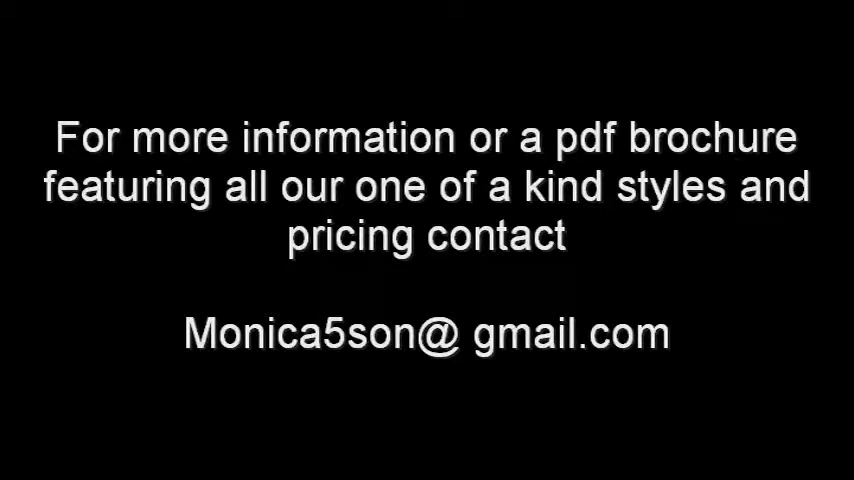 For more information or a pdf brochure
featuring all our one of a kind styles and
pricing contact
Monica5son@ gmail.com